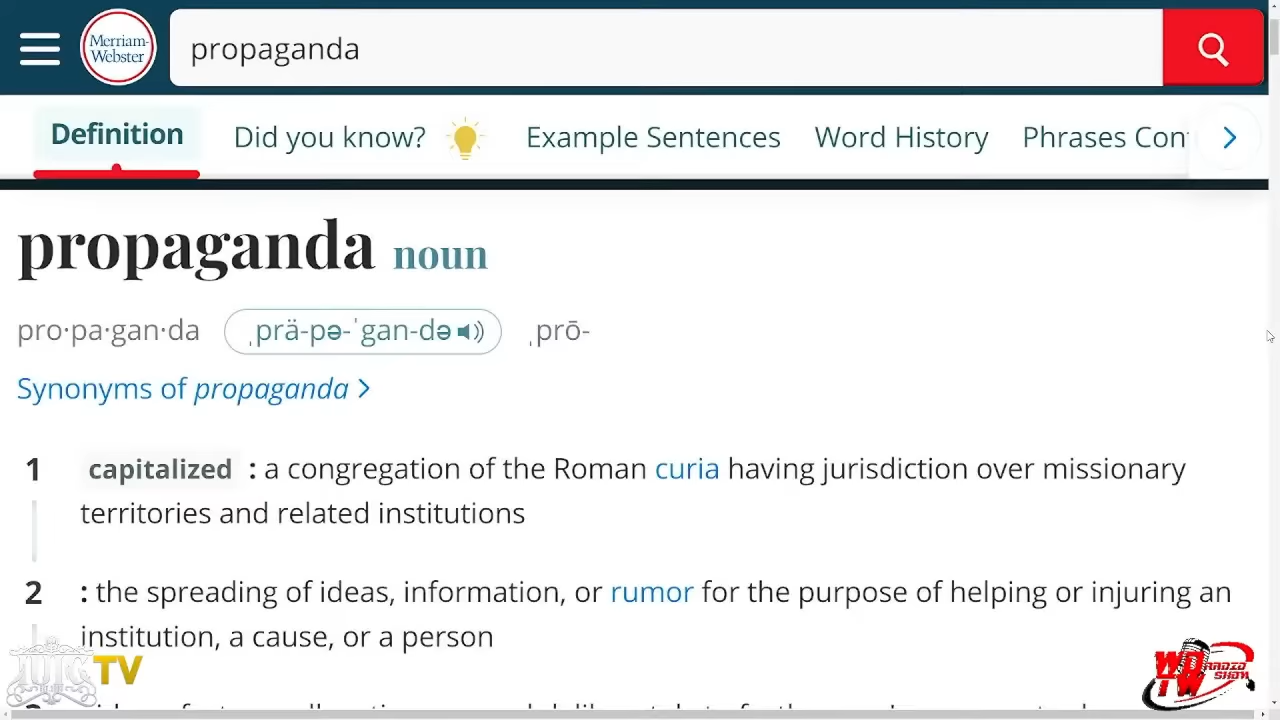 Merriam-
Webster
propaganda
Definition
Did you know?
Example Sentences
Word History
Phrases Con
propaganda noun
pro·pa·gan·da ˌprä-pə-ˈgan-də ˌprō-
Synonyms of propaganda
1 capitalized : a congregation of the Roman curia having jurisdiction over missionary
territories and related institutions
2 : the spreading of ideas, information, or rumor for the purpose of helping or injuring an
institution, a cause, or a person
IUIC TV
SHOW